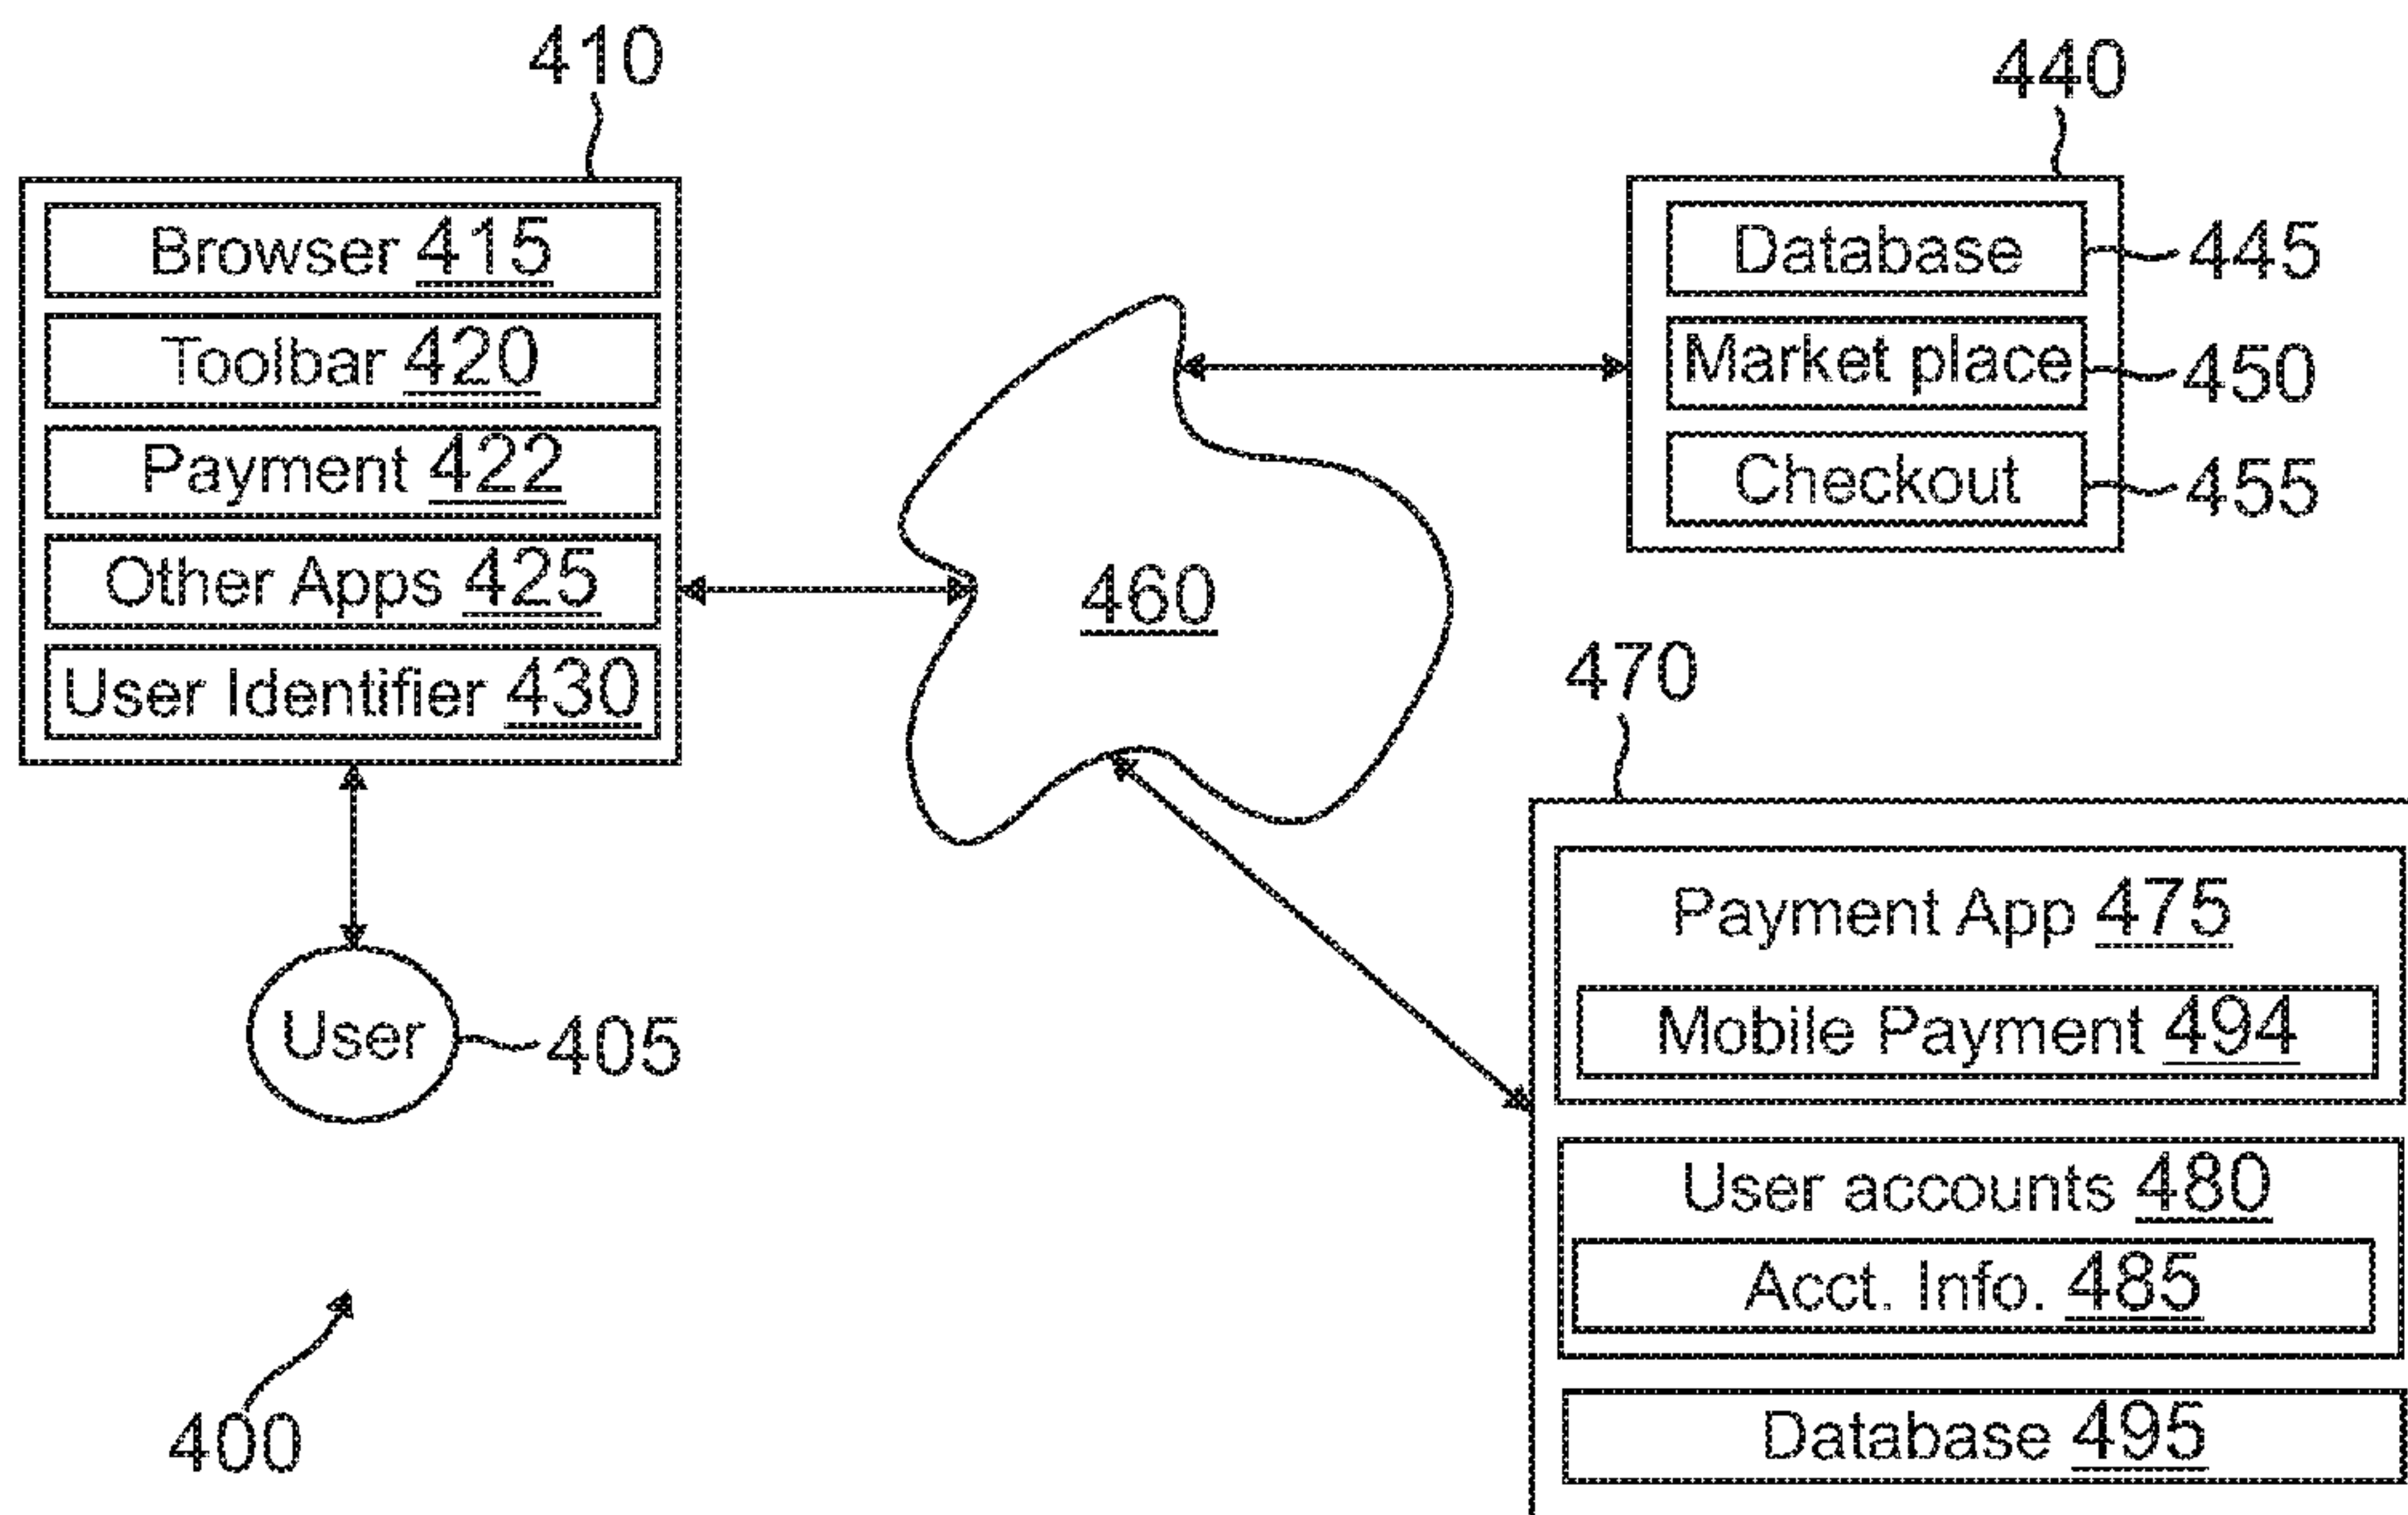 410
Browser 415
Toolbar 420
Payment 422
Other Apps 425
User Identifier 430
User
405
400
460
440
Database
445
Market place
450
Checkout
455
470
Payment App 475
Mobile Payment 494
User accounts 480
Acct. Info. 485
Database 495